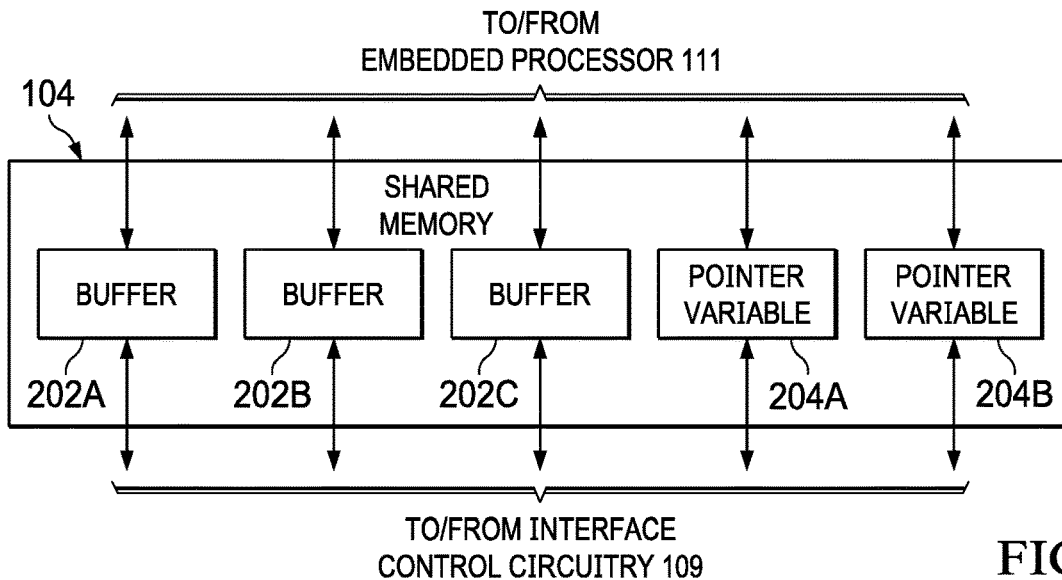 TO/FROM
EMBEDDED PROCESSOR 111
104
SHARED
MEMORY
BUFFER
BUFFER
BUFFER
POINTER
VARIABLE
POINTER
VARIABLE
202A
202B
202C
204A
204B
TO/FROM INTERFACE
CONTROL CIRCUITRY 109
FIG